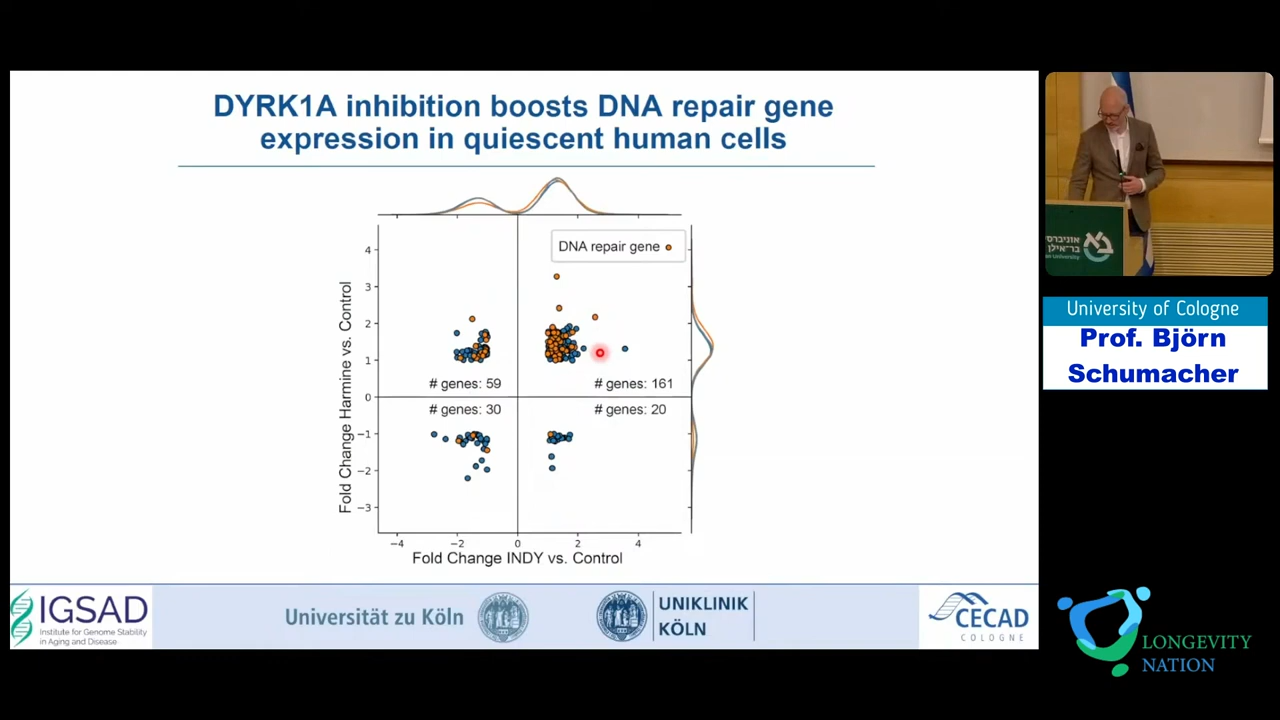 DYRK1A inhibition boosts DNA repair gene
expression in quiescent human cells
DNA repair gene
Fold Change Harmine vs. Control
4
3
2
1
0
−1
−2
−3
# genes: 59
# genes: 161
# genes: 30
# genes: 20
−4
−2
0
2
4
Fold Change INDY vs. Control
IGSAD
Institute for Genome Stability
in Aging and Disease
Universität zu Köln
UNIKLINIK
KÖLN
CECAD
COLOGNE
University of Cologne
Prof. Björn
Schumacher
LONGEVITY
NATION